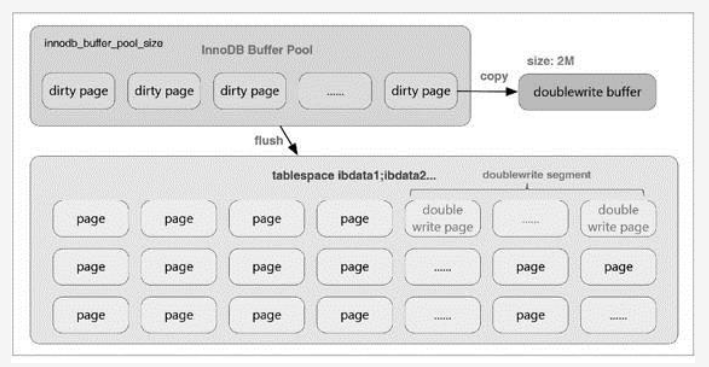 innodb_buffer_pool_size
InnoDB Buffer Pool
dirty page dirty page dirty page ...... dirty page
copy
size: 2M
doublewrite buffer
flush
tablespace ibdata1;ibdata2...
doublewrite segment
page page page page double write page ...... double write page
page page page page ...... page page
page page page page ...... page ......